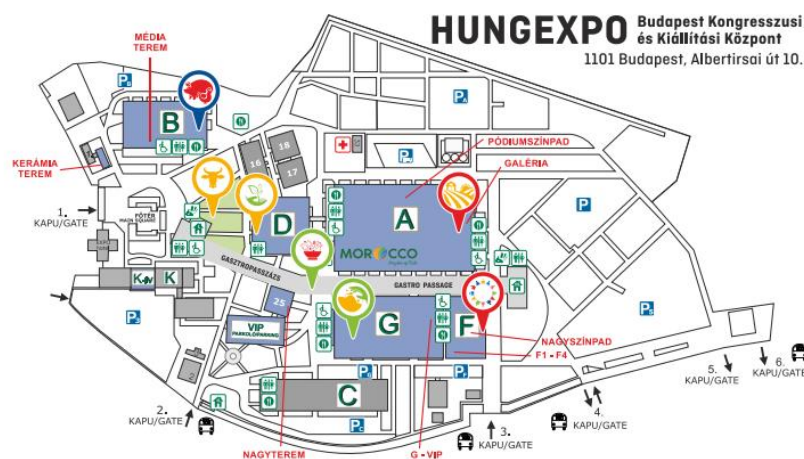 HUNGEXPO
Budapest Kongresszusi
és Kiállítási Központ
1101 Budapest, Albertirsai út 10.
MÉDIA
TEREM
B
KERÁMIA
TEREM
16
18
17
PÓDIUMSZÍNPAD
GALÉRIA
1.
KAPU/GATE
FŐTÉR
MAIN SQUARE
D
A
MOROCCO
GASZTROPASSZÁZS
GASTRO PASSAGE
K
25
VIP
PARKOLÓ/PARKING
G
F
NAGYSZÍNPAD
F1 - F4
C
2.
KAPU/GATE
NAGYTEREM
G - VIP
3.
KAPU/GATE
4.
KAPU/GATE
5.
KAPU/GATE
6.
KAPU/GATE